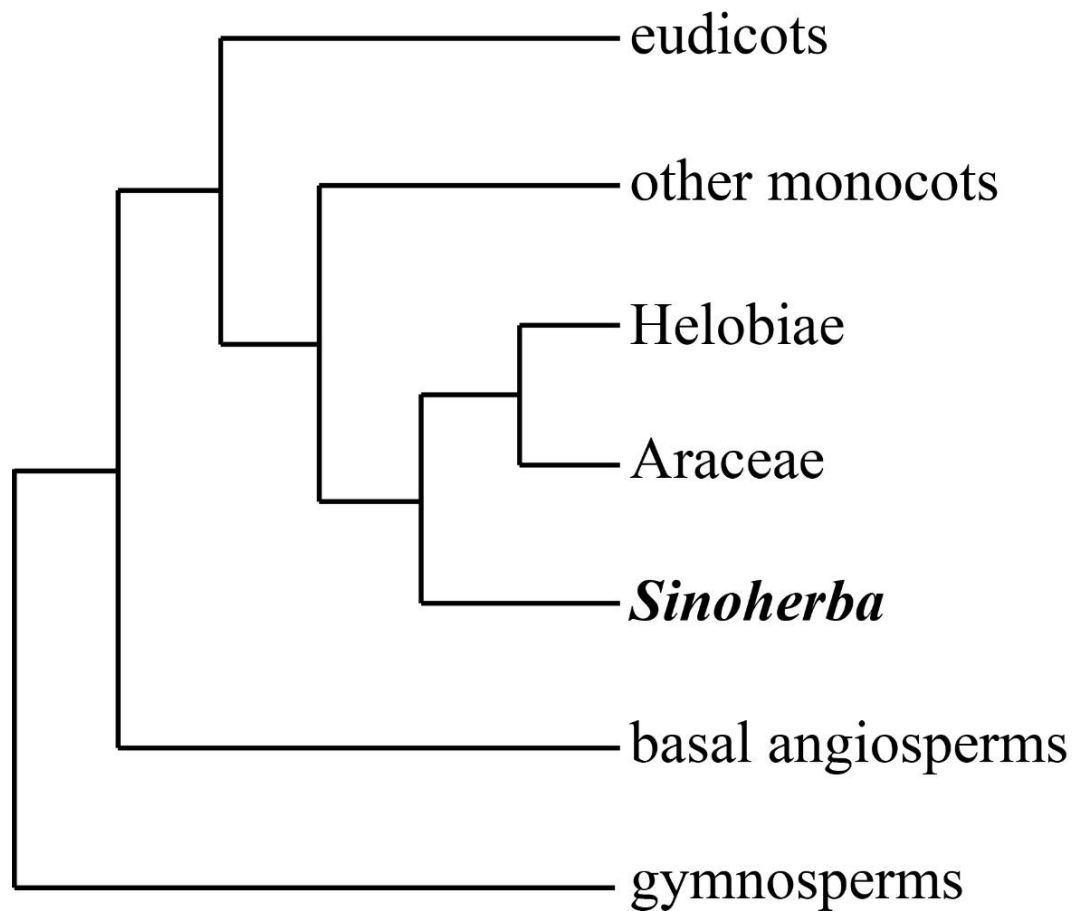 eudicots
other monocots
Helobiae
Araceae
Sinoherba
basal angiosperms
gymnosperms